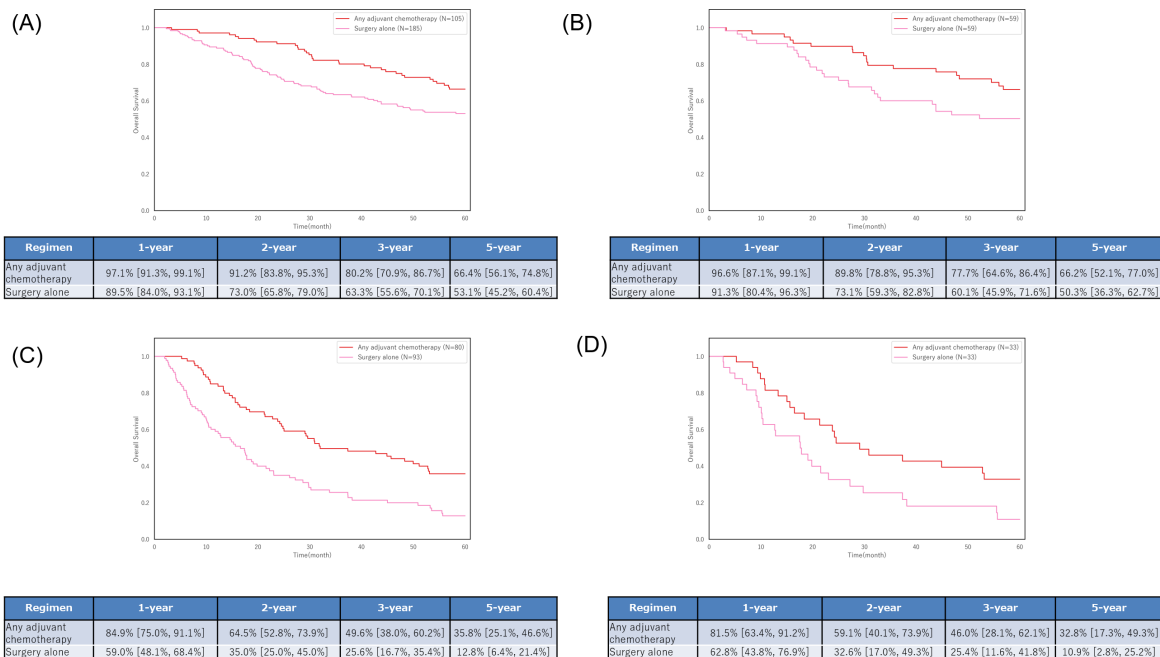 (A)
Any adjuvant chemotherapy (N=105)
Surgery alone (N=185)
1.0
0.8
0.6
0.4
0.2
0.0
Overall Survival
0 10 20 30 40 50 60
Time(month)
Regimen 1-year 2-year 3-year 5-year
Any adjuvant
chemotherapy 97.1% [91.3%, 99.1%] 91.2% [83.8%, 95.3%] 80.2% [70.9%, 86.7%] 66.4% [56.1%, 74.8%]
Surgery alone 89.5% [84.0%, 93.1%] 73.0% [65.8%, 79.0%] 63.3% [55.6%, 70.1%] 53.1% [45.2%, 60.4%]
(B)
Any adjuvant chemotherapy (N=59)
Surgery alone (N=59)
1.0
0.8
0.6
0.4
0.2
0.0
Overall Survival
0 10 20 30 40 50 60
Time(month)
Regimen 1-year 2-year 3-year 5-year
Any adjuvant
chemotherapy 96.6% [87.1%, 99.1%] 89.8% [78.8%, 95.3%] 77.7% [64.6%, 86.4%] 66.2% [52.1%, 77.0%]
Surgery alone 91.3% [80.4%, 96.3%] 73.1% [59.3%, 82.8%] 60.1% [45.9%, 71.6%] 50.3% [36.3%, 62.7%]
(C)
Any adjuvant chemotherapy (N=80)
Surgery alone (N=93)
1.0
0.8
0.6
0.4
0.2
0.0
Overall Survival
0 10 20 30 40 50 60
Time(month)
Regimen 1-year 2-year 3-year 5-year
Any adjuvant
chemotherapy 84.9% [75.0%, 91.1%] 64.5% [52.8%, 73.9%] 49.6% [38.0%, 60.2%] 35.8% [25.1%, 46.6%]
Surgery alone 59.0% [48.1%, 68.4%] 35.0% [25.0%, 45.0%] 25.6% [16.7%, 35.4%] 12.8% [6.4%, 21.4%]
(D)
Any adjuvant chemotherapy (N=33)
Surgery alone (N=33)
1.0
0.8
0.6
0.4
0.2
0.0
Overall Survival
0 10 20 30 40 50 60
Time(month)
Regimen 1-year 2-year 3-year 5-year
Any adjuvant
chemotherapy 81.5% [63.4%, 91.2%] 59.1% [40.1%, 73.9%] 46.0% [28.1%, 62.1%] 32.8% [17.3%, 49.3%]
Surgery alone 62.8% [43.8%, 76.9%] 32.6% [17.0%, 49.3%] 25.4% [11.6%, 41.8%] 10.9% [2.8%, 25.2%]